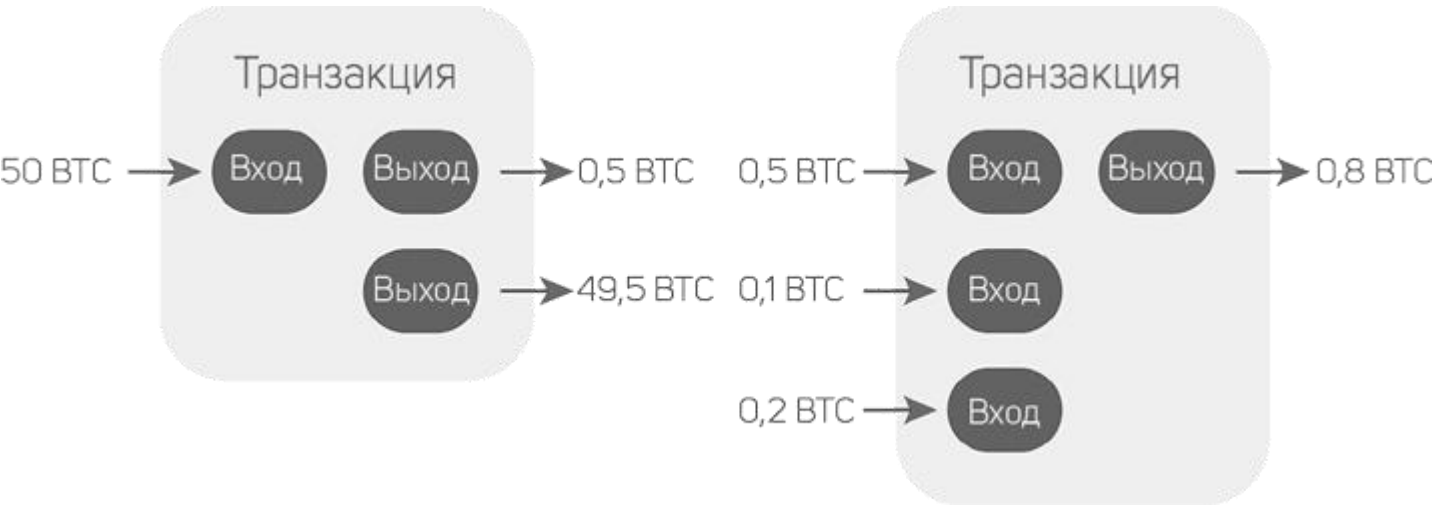 Транзакция
50 BTC Вход Выход 0,5 BTC
Выход 49,5 BTC
Транзакция
0,5 BTC Вход Выход 0,8 BTC
0,1 BTC Вход
0,2 BTC Вход